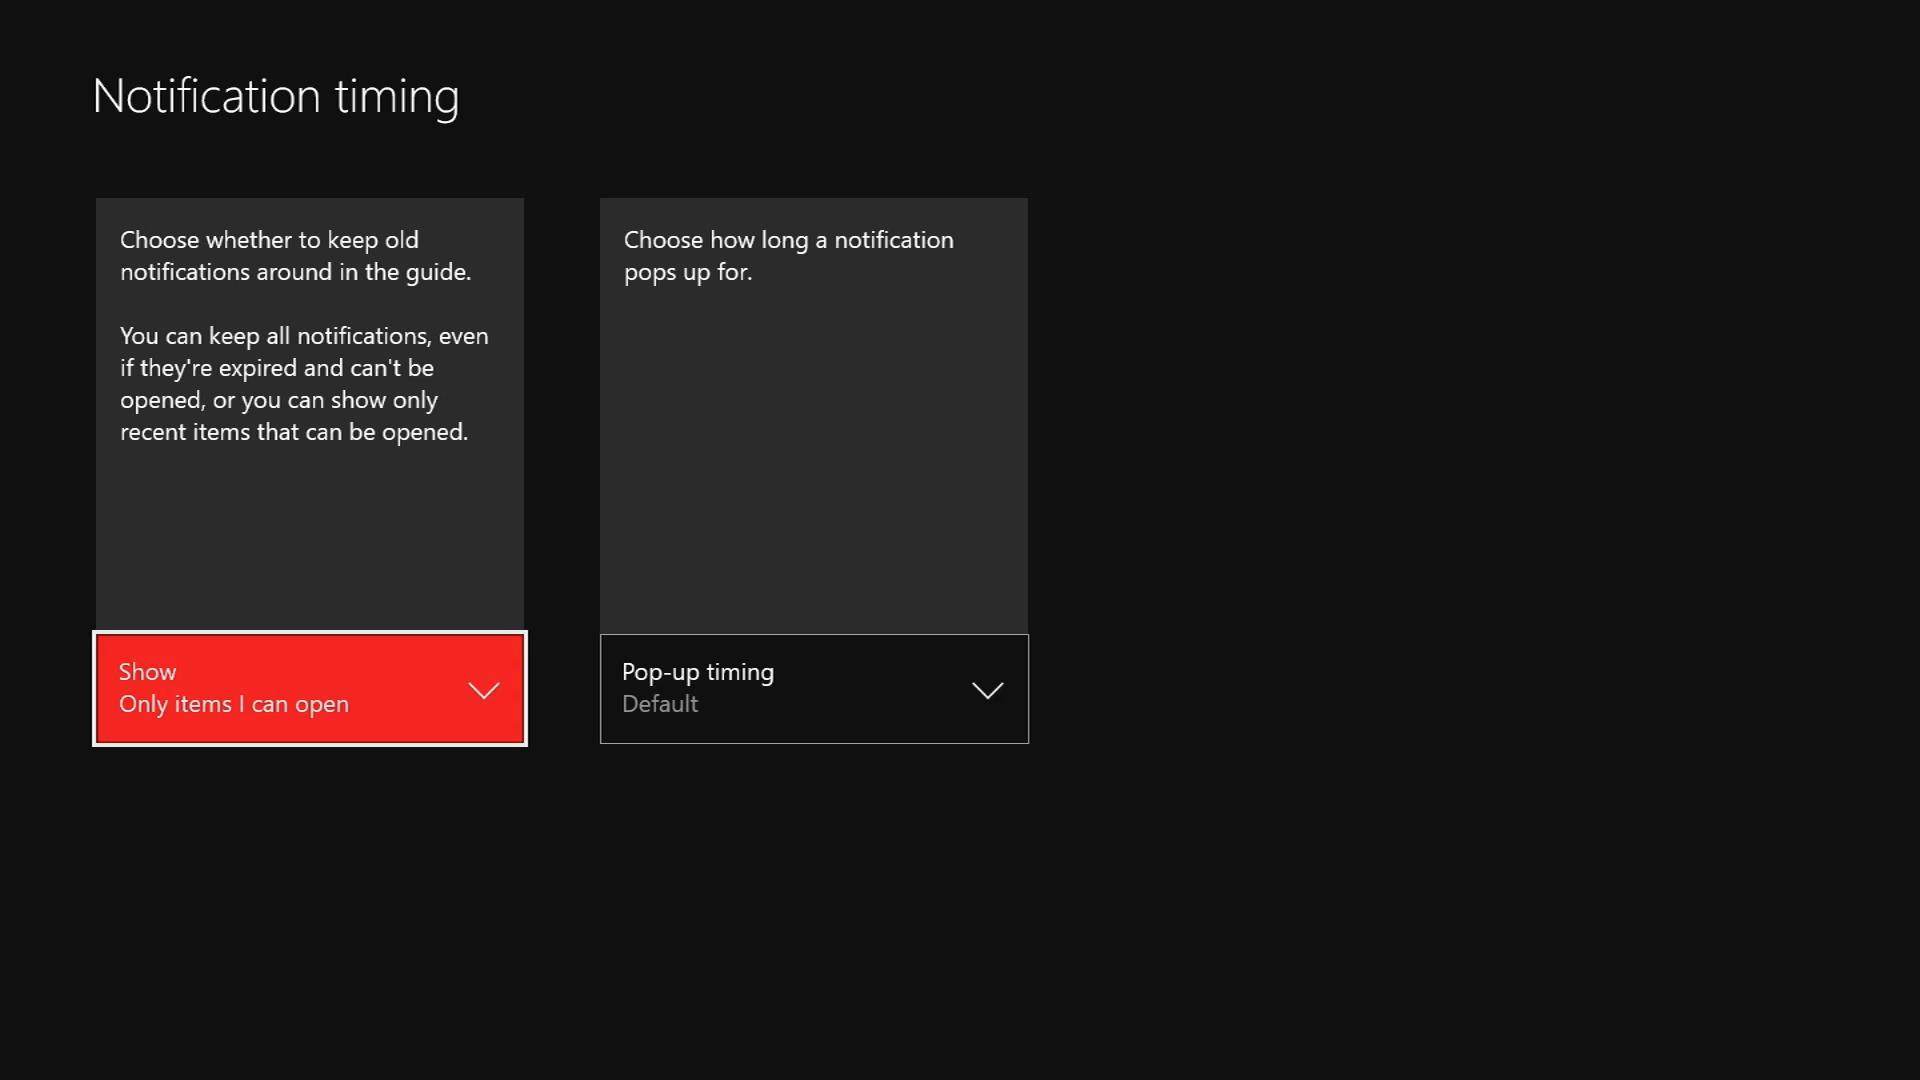 Notification timing
Choose whether to keep old
notifications around in the guide.
You can keep all notifications, even
if they're expired and can't be
opened, or you can show only
recent items that can be opened.
Show
Only items I can open
Choose how long a notification
pops up for.
Pop-up timing
Default